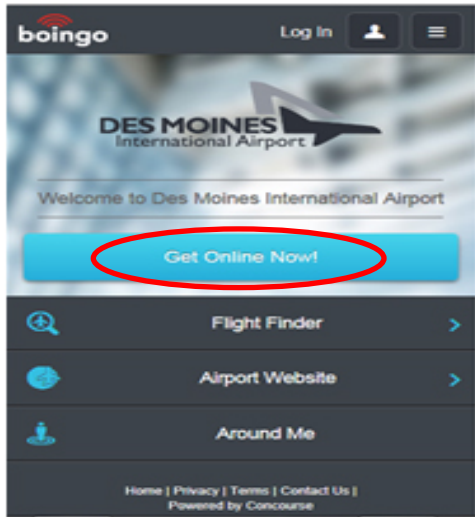 boingo
Log In
DES MOINES
International Airport
Welcome to Des Moines International Airport
Get Online Now!
Flight Finder
Airport Website
Around Me
Home | Privacy | Terms | Contact Us |
Powered by Concourse